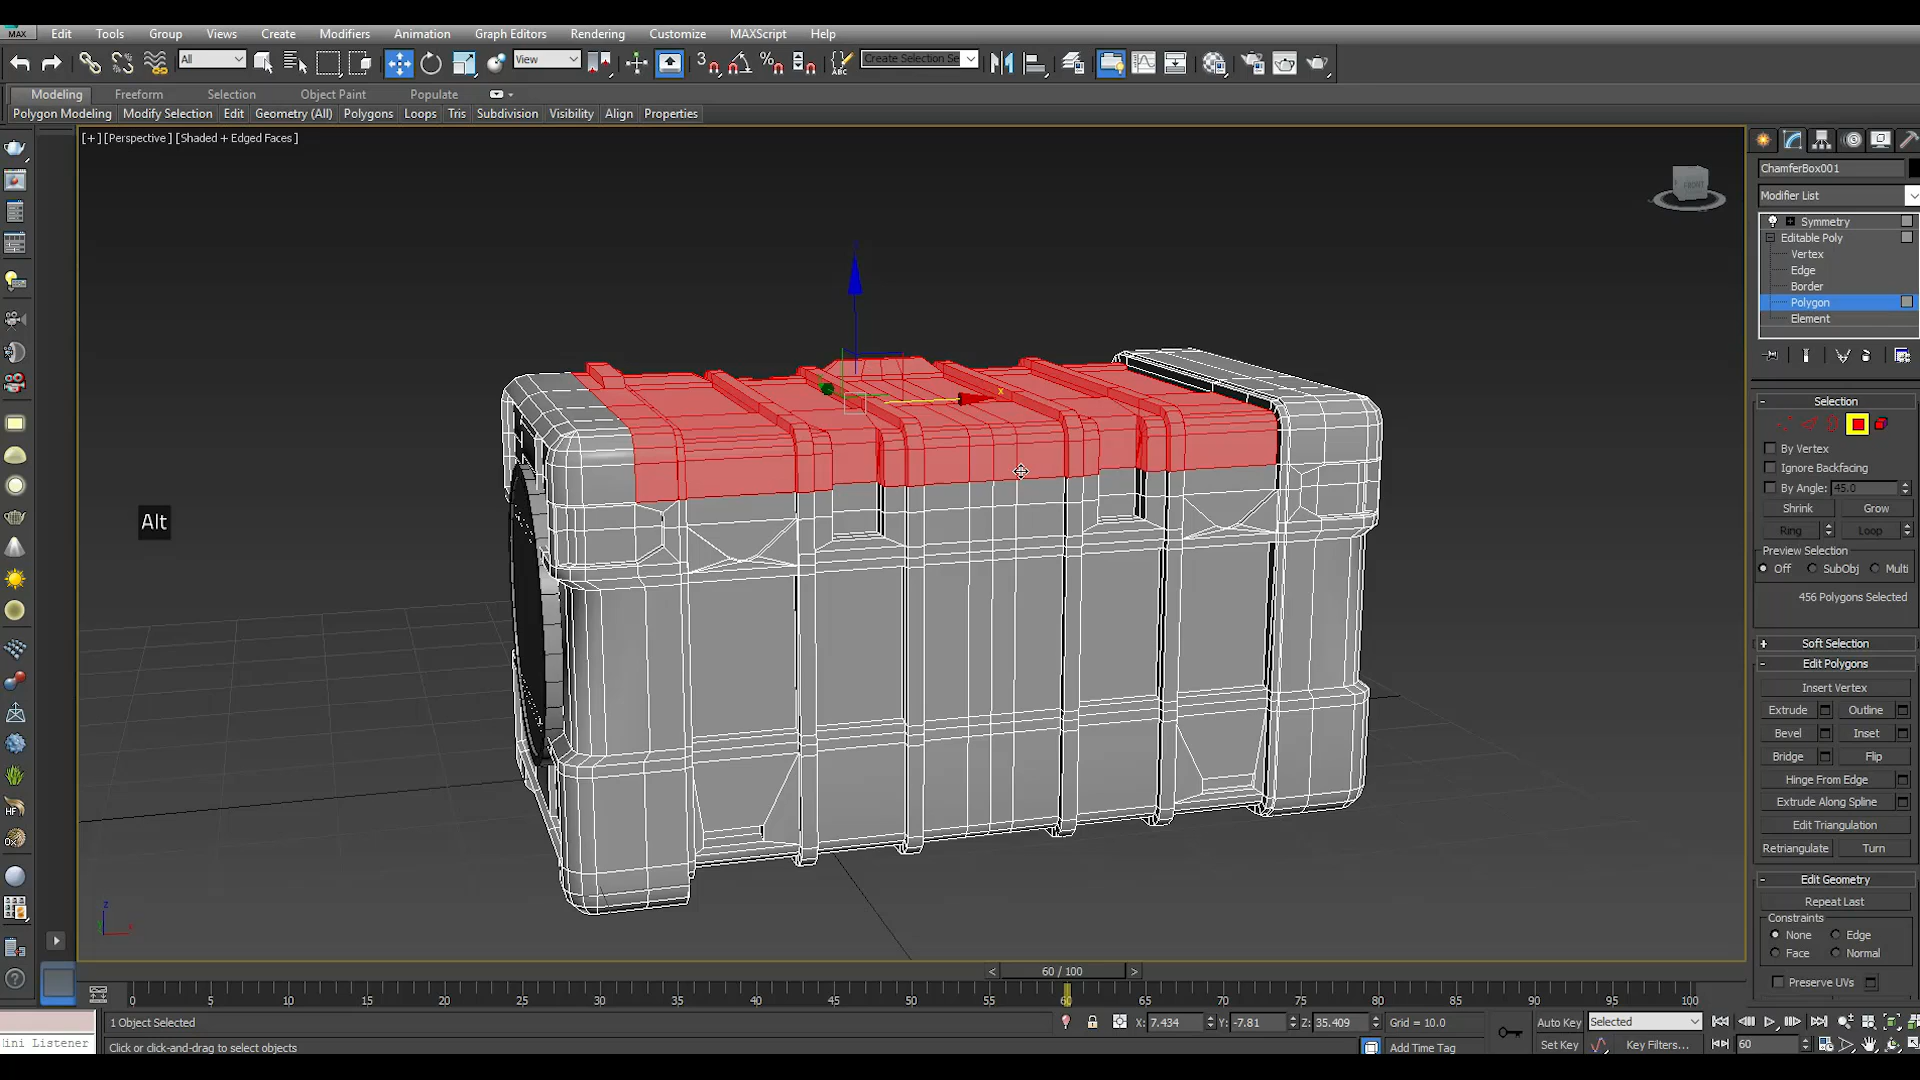 MAX Edit Tools Group Views Create Modifiers Animation Graph Editors Rendering Customize MAXScript Help
All View 3 % ABC Create Selection Se
Modeling Freeform Selection Object Paint Populate
Polygon Modeling Modify Selection Edit Geometry (All) Polygons Loops Tris Subdivision Visibility Align Properties
[+] [Perspective] [Shaded + Edged Faces]
FRONT
z
x
Alt
ChamferBox001
Modifier List
Symmetry
Editable Poly
Vertex
Edge
Border
Polygon
Element
Selection
By Vertex
Ignore Backfacing
By Angle: 45.0
Shrink Grow
Ring Loop
Preview Selection
Off SubObj Multi
456 Polygons Selected
+ Soft Selection
- Edit Polygons
Insert Vertex
Extrude Outline
Bevel Inset
Bridge Flip
Hinge From Edge
Extrude Along Spline
Edit Triangulation
Retriangulate Turn
- Edit Geometry
Repeat Last
Constraints
None Edge
Face Normal
Preserve UVs
HF
< 60 / 100 >
0 5 10 15 20 25 30 35 40 45 50 55 60 65 70 75 80 85 90 95 100
1 Object Selected X: 7.434 Y: -7.81 Z: 35.409 Grid = 10.0 Auto Key Selected
ini Listener Click or click-and-drag to select objects Add Time Tag Set Key Key Filters... 60